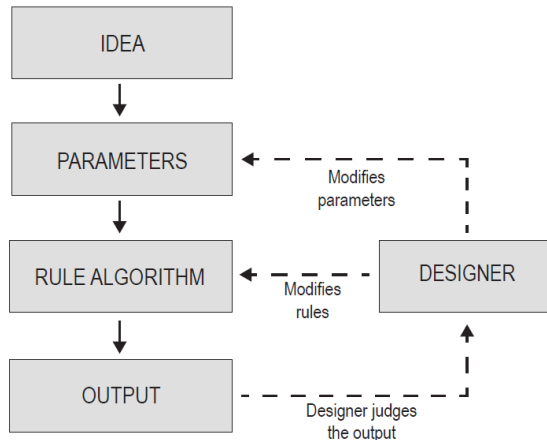 IDEA
PARAMETERS
Modifies
parameters
RULE ALGORITHM
Modifies
rules
DESIGNER
OUTPUT
Designer judges
the output